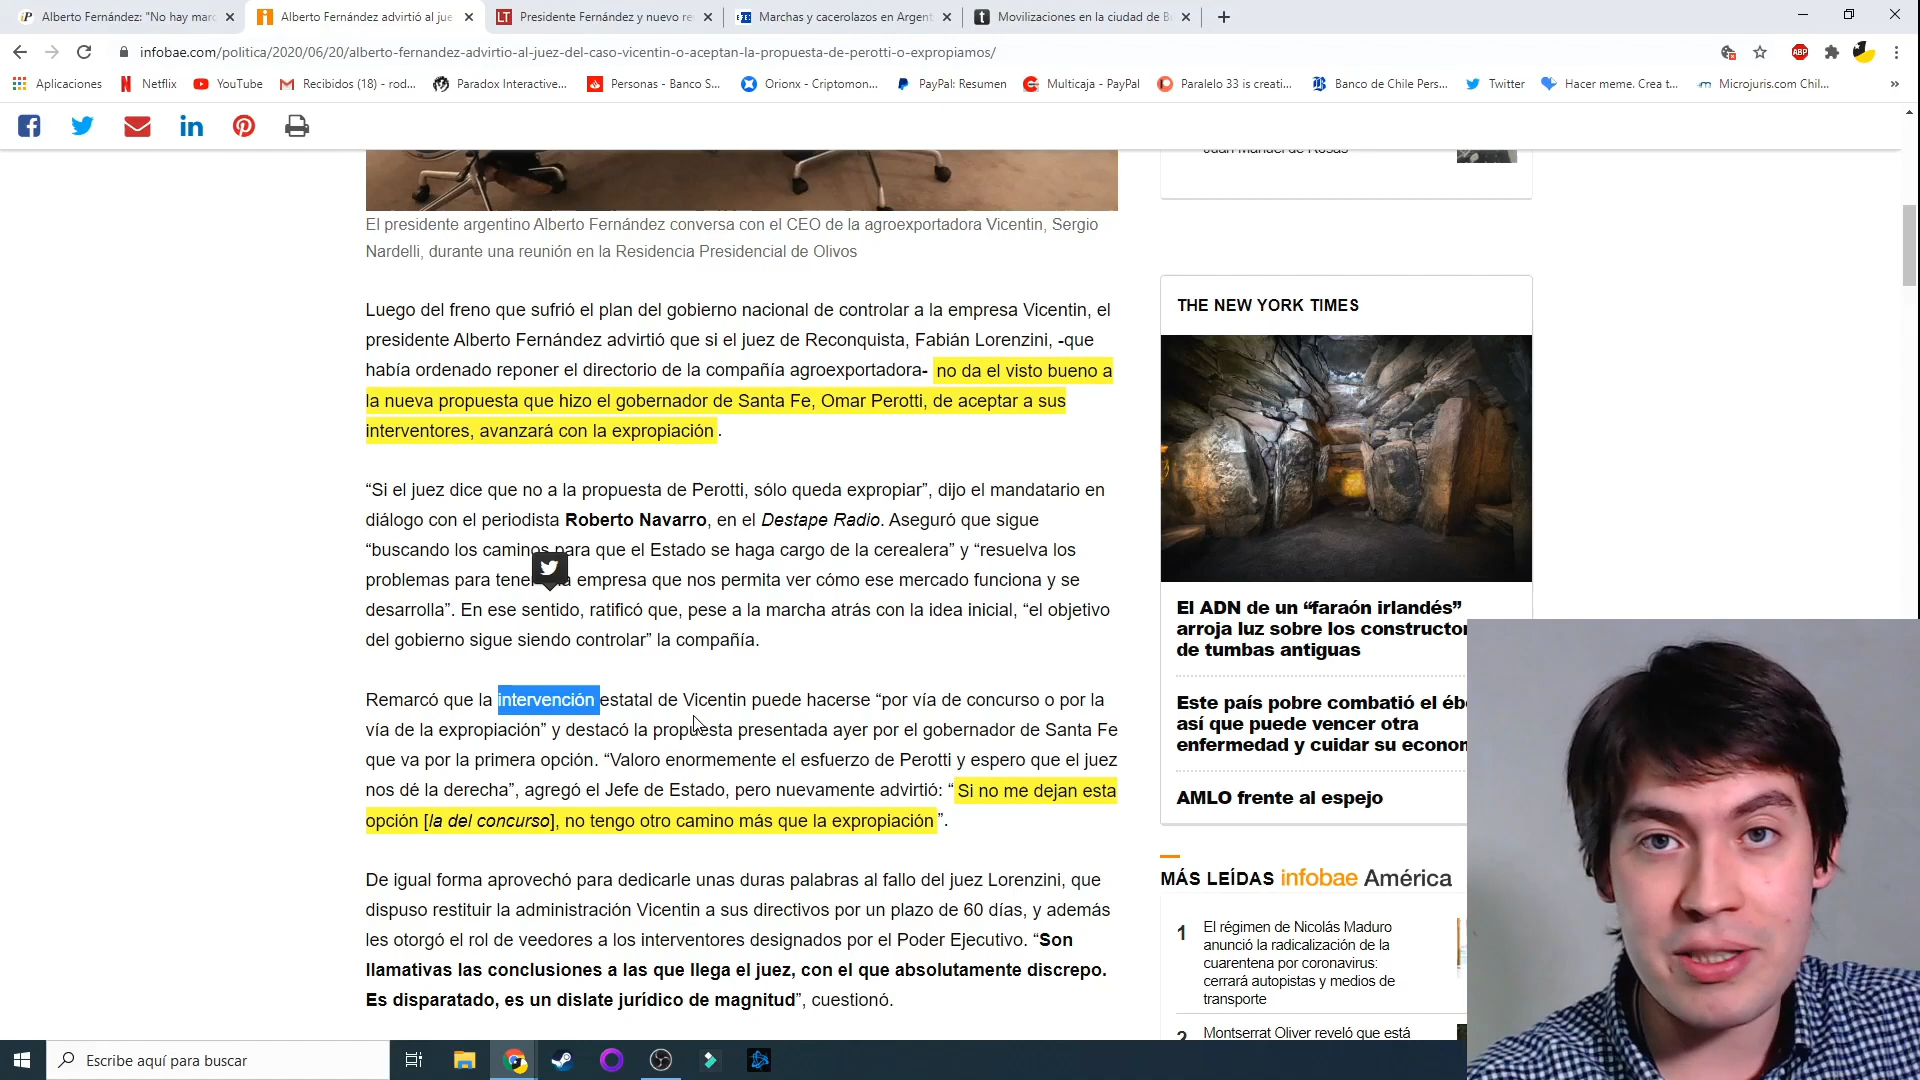 Alberto Fernández: "No hay marc
Alberto Fernández advirtió al jue
Presidente Fernández y nuevo re
Marchas y cacerolazos en Argent
Movilizaciones en la ciudad de B
infobae.com/politica/2020/06/20/alberto-fernandez-advirtio-al-juez-del-caso-vicentin-o-aceptan-la-propuesta-de-perotti-o-expropiamos/
ABP
Aplicaciones
Netflix
YouTube
Recibidos (18) - rod...
Paradox Interactive...
Personas - Banco S...
Orionx - Criptomon...
PayPal: Resumen
Multicaja - PayPal
Paralelo 33 is creati...
Banco de Chile Pers...
Twitter
Hacer meme. Crea t...
Microjuris.com Chil...
Juan Manuel de Rosas
El presidente argentino Alberto Fernández conversa con el CEO de la agroexportadora Vicentin, Sergio
Nardelli, durante una reunión en la Residencia Presidencial de Olivos
Luego del freno que sufrió el plan del gobierno nacional de controlar a la empresa Vicentin, el
presidente Alberto Fernández advirtió que si el juez de Reconquista, Fabián Lorenzini, -que
había ordenado reponer el directorio de la compañía agroexportadora- no da el visto bueno a
la nueva propuesta que hizo el gobernador de Santa Fe, Omar Perotti, de aceptar a sus
interventores, avanzará con la expropiación.
“Si el juez dice que no a la propuesta de Perotti, sólo queda expropiar”, dijo el mandatario en
diálogo con el periodista Roberto Navarro, en el Destape Radio. Aseguró que sigue
“buscando los caminos para que el Estado se haga cargo de la cerealera” y “resuelva los
problemas para tener empresa que nos permita ver cómo ese mercado funciona y se
desarrolla”. En ese sentido, ratificó que, pese a la marcha atrás con la idea inicial, “el objetivo
del gobierno sigue siendo controlar” la compañía.
Remarcó que la intervención estatal de Vicentin puede hacerse “por vía de concurso o por la
vía de la expropiación” y destacó la propuesta presentada ayer por el gobernador de Santa Fe
que va por la primera opción. “Valoro enormemente el esfuerzo de Perotti y espero que el juez
nos dé la derecha”, agregó el Jefe de Estado, pero nuevamente advirtió: “Si no me dejan esta
opción [la del concurso], no tengo otro camino más que la expropiación”.
De igual forma aprovechó para dedicarle unas duras palabras al fallo del juez Lorenzini, que
dispuso restituir la administración Vicentin a sus directivos por un plazo de 60 días, y además
les otorgó el rol de veedores a los interventores designados por el Poder Ejecutivo. “Son
llamativas las conclusiones a las que llega el juez, con el que absolutamente discrepo.
Es disparatado, es un dislate jurídico de magnitud”, cuestionó.
THE NEW YORK TIMES
El ADN de un “faraón irlandés”
arroja luz sobre los constructo
de tumbas antiguas
Este país pobre combatió el éb
así que puede vencer otra
enfermedad y cuidar su econo
AMLO frente al espejo
MÁS LEÍDAS infobae América
1
El régimen de Nicolás Maduro
anunció la radicalización de la
cuarentena por coronavirus:
cerrará autopistas y medios de
transporte
2
Montserrat Oliver reveló que está
Escribe aquí para buscar